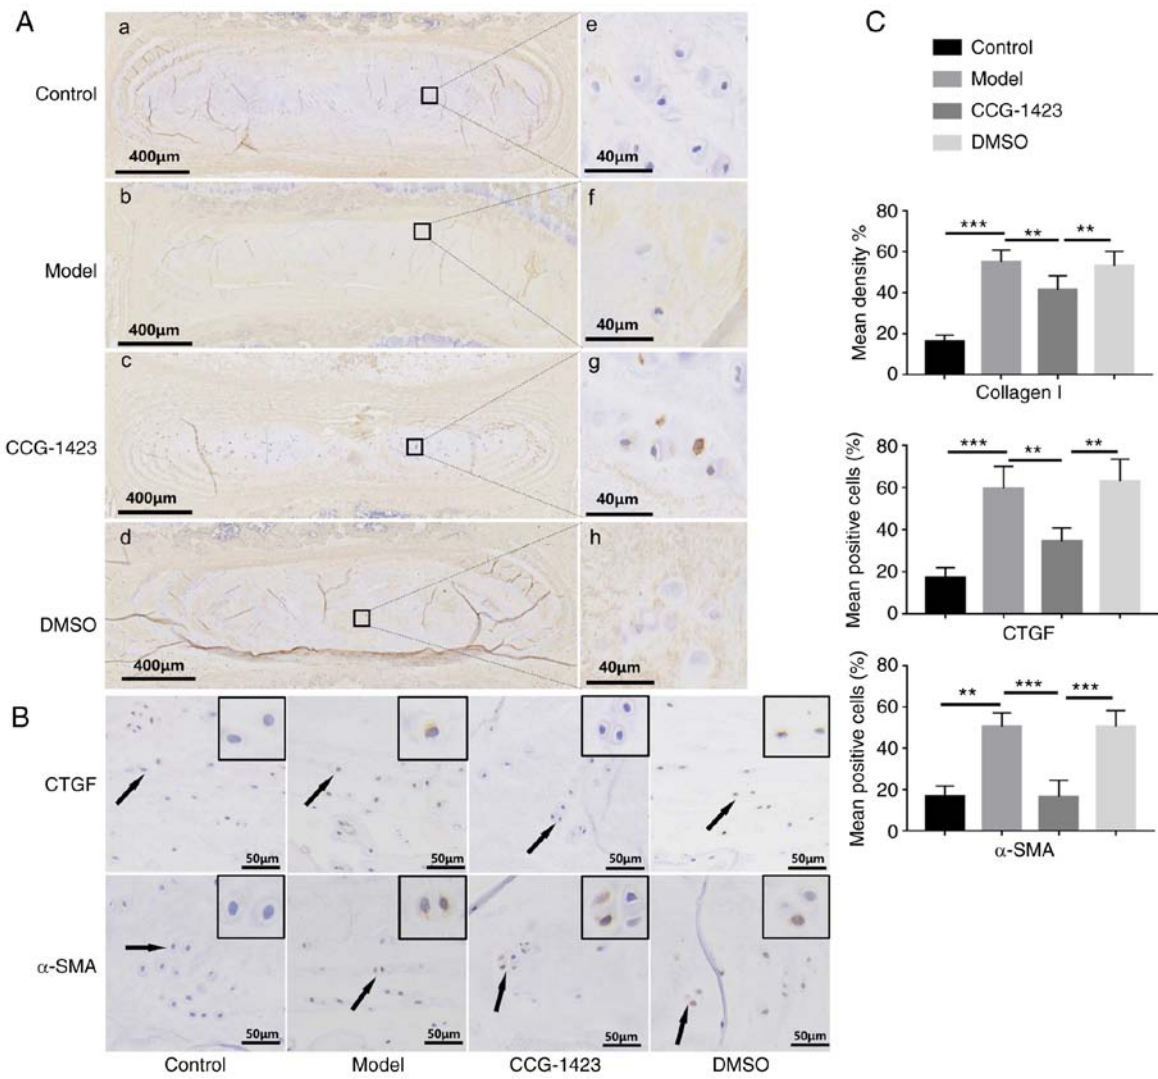 A
a
e
Control
400μm
40μm
b
f
Model
400μm
40μm
c
g
CCG-1423
400μm
40μm
d
h
DMSO
400μm
40μm
B
CTGF
50μm
50μm
50μm
50μm
α-SMA
50μm
50μm
50μm
50μm
Control
Model
CCG-1423
DMSO
C
Control
Model
CCG-1423
DMSO
80
60
40
20
0
Mean density %
***
**
**
Collagen I
80
60
40
20
0
Mean positive cells (%)
***
**
**
CTGF
80
60
40
20
0
Mean positive cells (%)
**
***
***
α-SMA